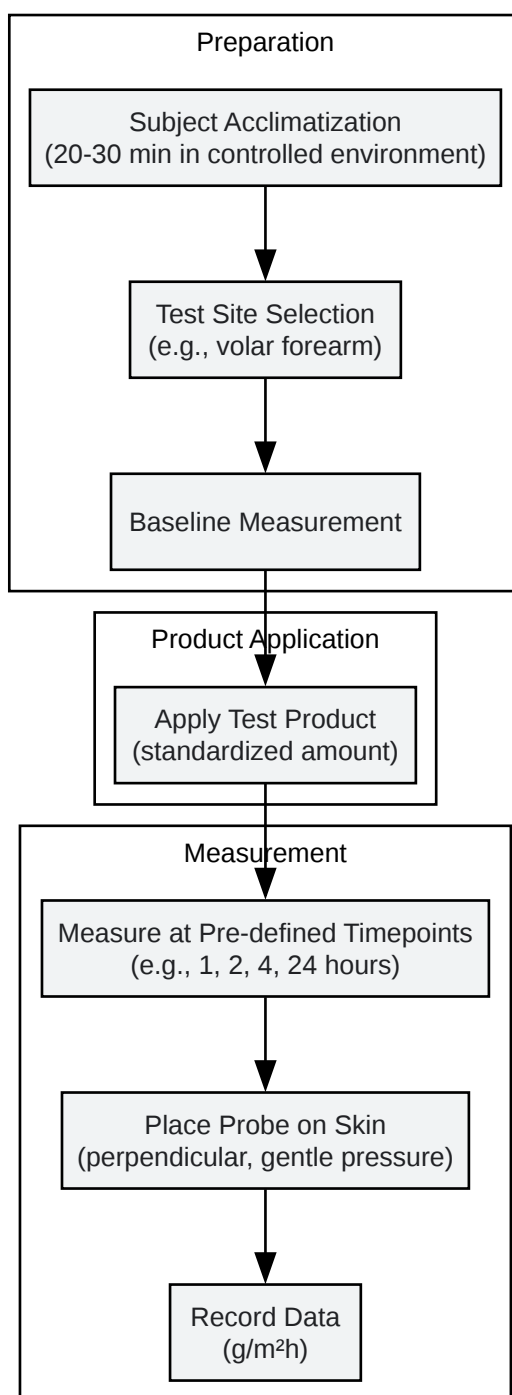 Preparation
Subject Acclimatization
(20-30 min in controlled environment)
Test Site Selection
(e.g., volar forearm)
Baseline Measurement
Product Application
Apply Test Product
(standardized amount)
Measurement
Measure at Pre-defined Timepoints
(e.g., 1, 2, 4, 24 hours)
Place Probe on Skin
(perpendicular, gentle pressure)
Record Data
(g/m²h)